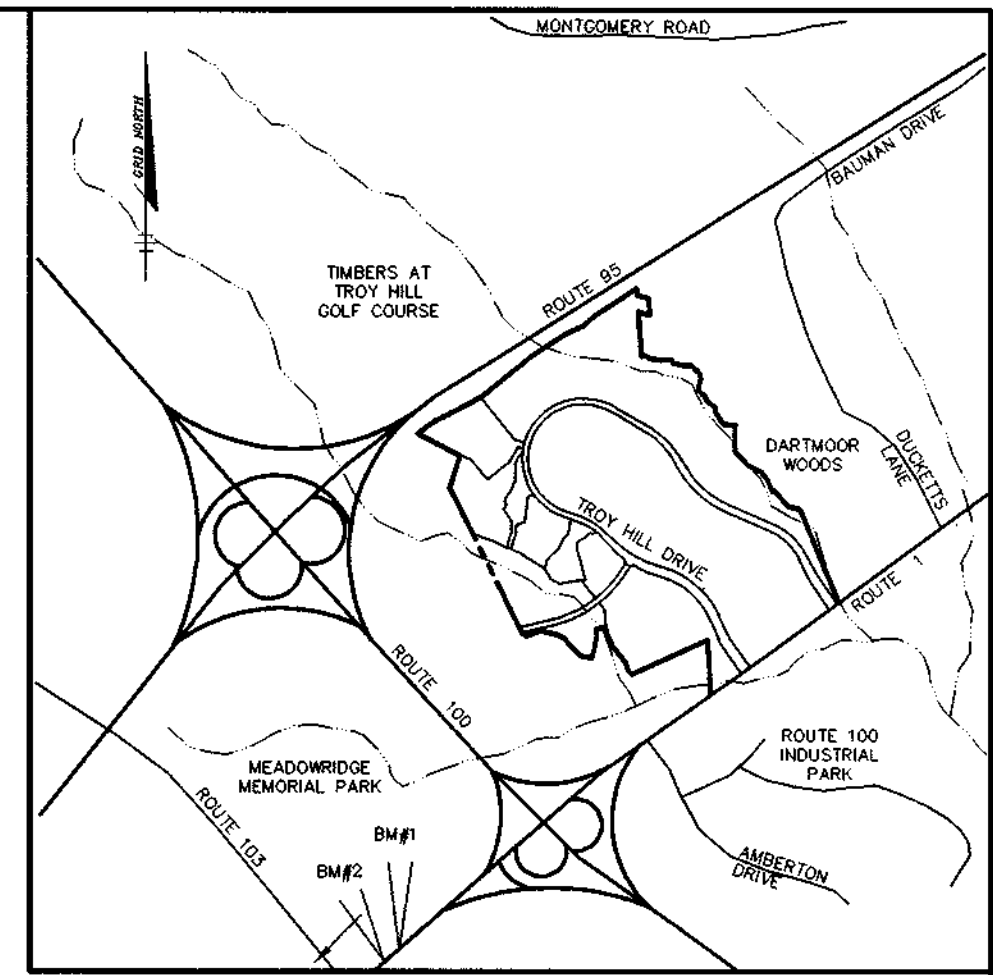 MONTGOMERY ROAD
GRID NORTH
BAUMAN DRIVE
TIMBERS AT
TROY HILL
GOLF COURSE
ROUTE 95
DARTMOOR
WOODS
DUCKETTS
LANE
TROY HILL DRIVE
ROUTE 1
ROUTE 100
ROUTE 100
INDUSTRIAL
PARK
MEADOWRIDGE
MEMORIAL PARK
ROUTE 103
BM#1
BM#2
AMBERTON
DRIVE